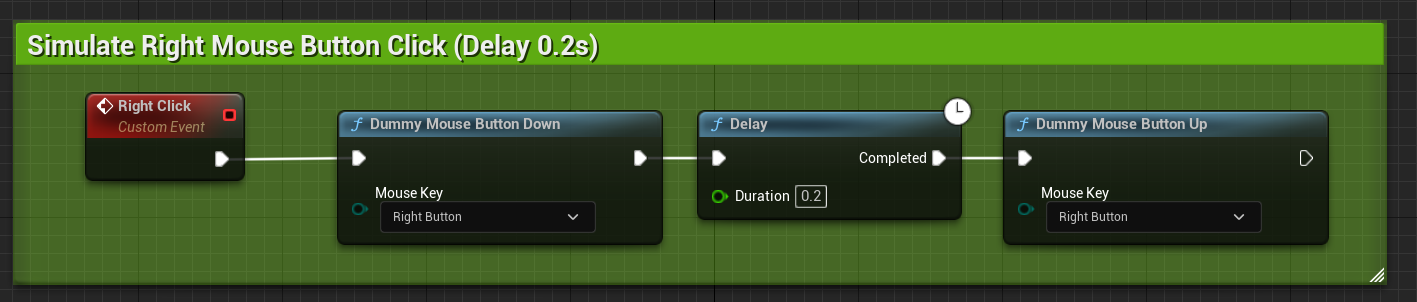 Simulate Right Mouse Button Click (Delay 0.2s)
Right Click
Custom Event
Dummy Mouse Button Down
Mouse Key
Right Button
Delay
Completed
Duration 0.2
Dummy Mouse Button Up
Mouse Key
Right Button